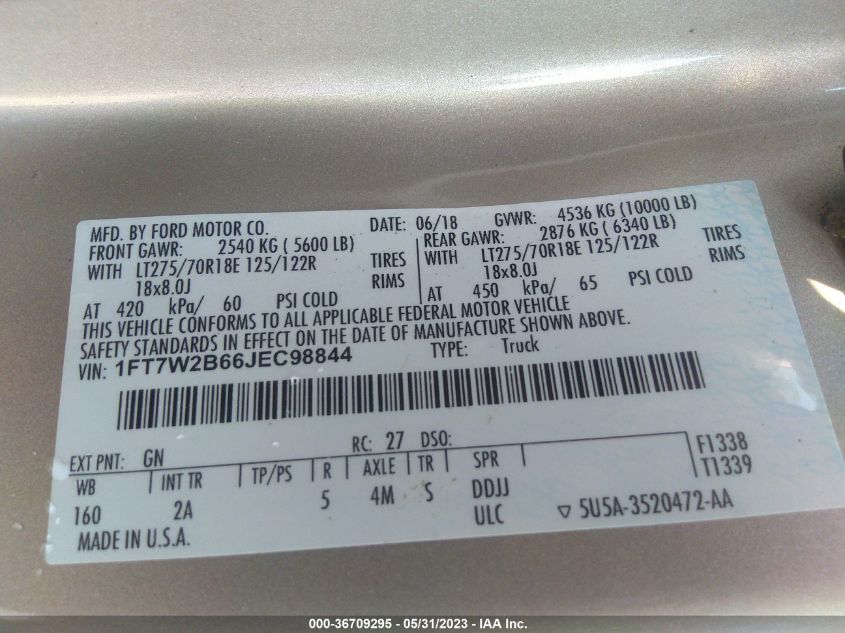 MFD. BY FORD MOTOR CO. DATE: 06/18 GVWR: 4536 KG (10000 LB)
FRONT GAWR: 2540 KG ( 5600 LB) REAR GAWR: 2876 KG ( 6340 LB)
WITH LT275/70R18E 125/122R TIRES WITH LT275/70R18E 125/122R TIRES
18x8.0J RIMS 18x8.0J RIMS
AT 420 kPa/ 60 PSI COLD AT 450 kPa/ 65 PSI COLD
THIS VEHICLE CONFORMS TO ALL APPLICABLE FEDERAL MOTOR VEHICLE
SAFETY STANDARDS IN EFFECT ON THE DATE OF MANUFACTURE SHOWN ABOVE.
VIN: 1FT7W2B66JEC98844 TYPE: Truck
EXT PNT: GN RC: 27 DSO: F1338
WB INT TR TP/PS R AXLE TR SPR T1339
160 2A 5 4M S DDJJ
ULC ▽ 5U5A-3520472-AA
MADE IN U.S.A.
000-36709295 - 05/31/2023 - IAA Inc.